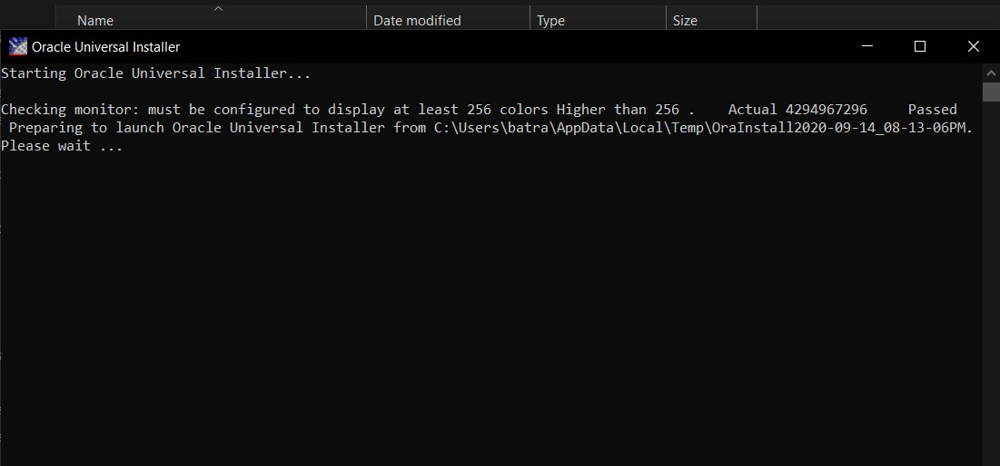 Name Date modified Type Size
Oracle Universal Installer
Starting Oracle Universal Installer...
Checking monitor: must be configured to display at least 256 colors Higher than 256 .    Actual 4294967296     Passed
Preparing to launch Oracle Universal Installer from C:\Users\batra\AppData\Local\Temp\OraInstall2020-09-14_08-13-06PM.
Please wait ...